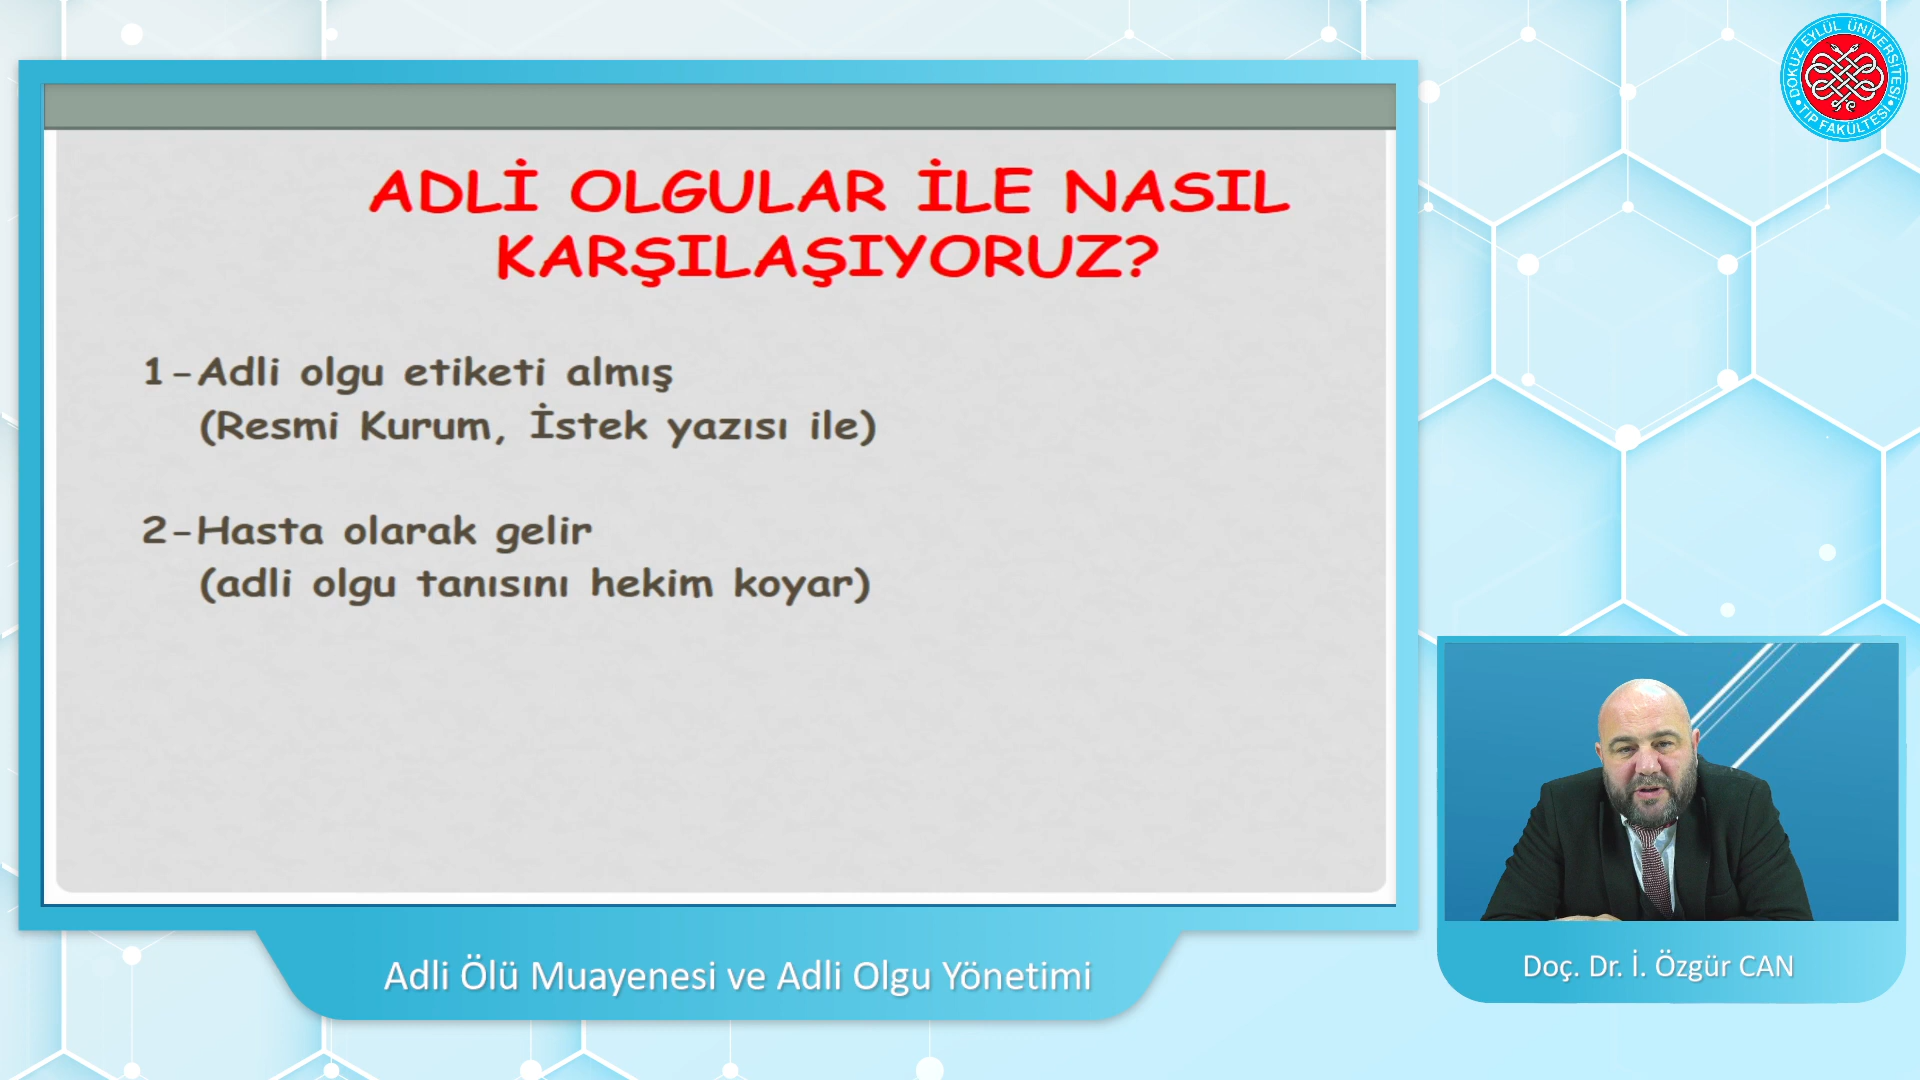 DOKUZ EYLÜL ÜNİVERSİTESİ
• TIP FAKÜLTESİ •
ADLİ OLGULAR İLE NASIL
KARŞILAŞIYORUZ?
1-Adli olgu etiketi almış
(Resmi Kurum, İstek yazısı ile)
2-Hasta olarak gelir
(adli olgu tanısını hekim koyar)
Adli Ölü Muayenesi ve Adli Olgu Yönetimi
Doç. Dr. İ. Özgür CAN